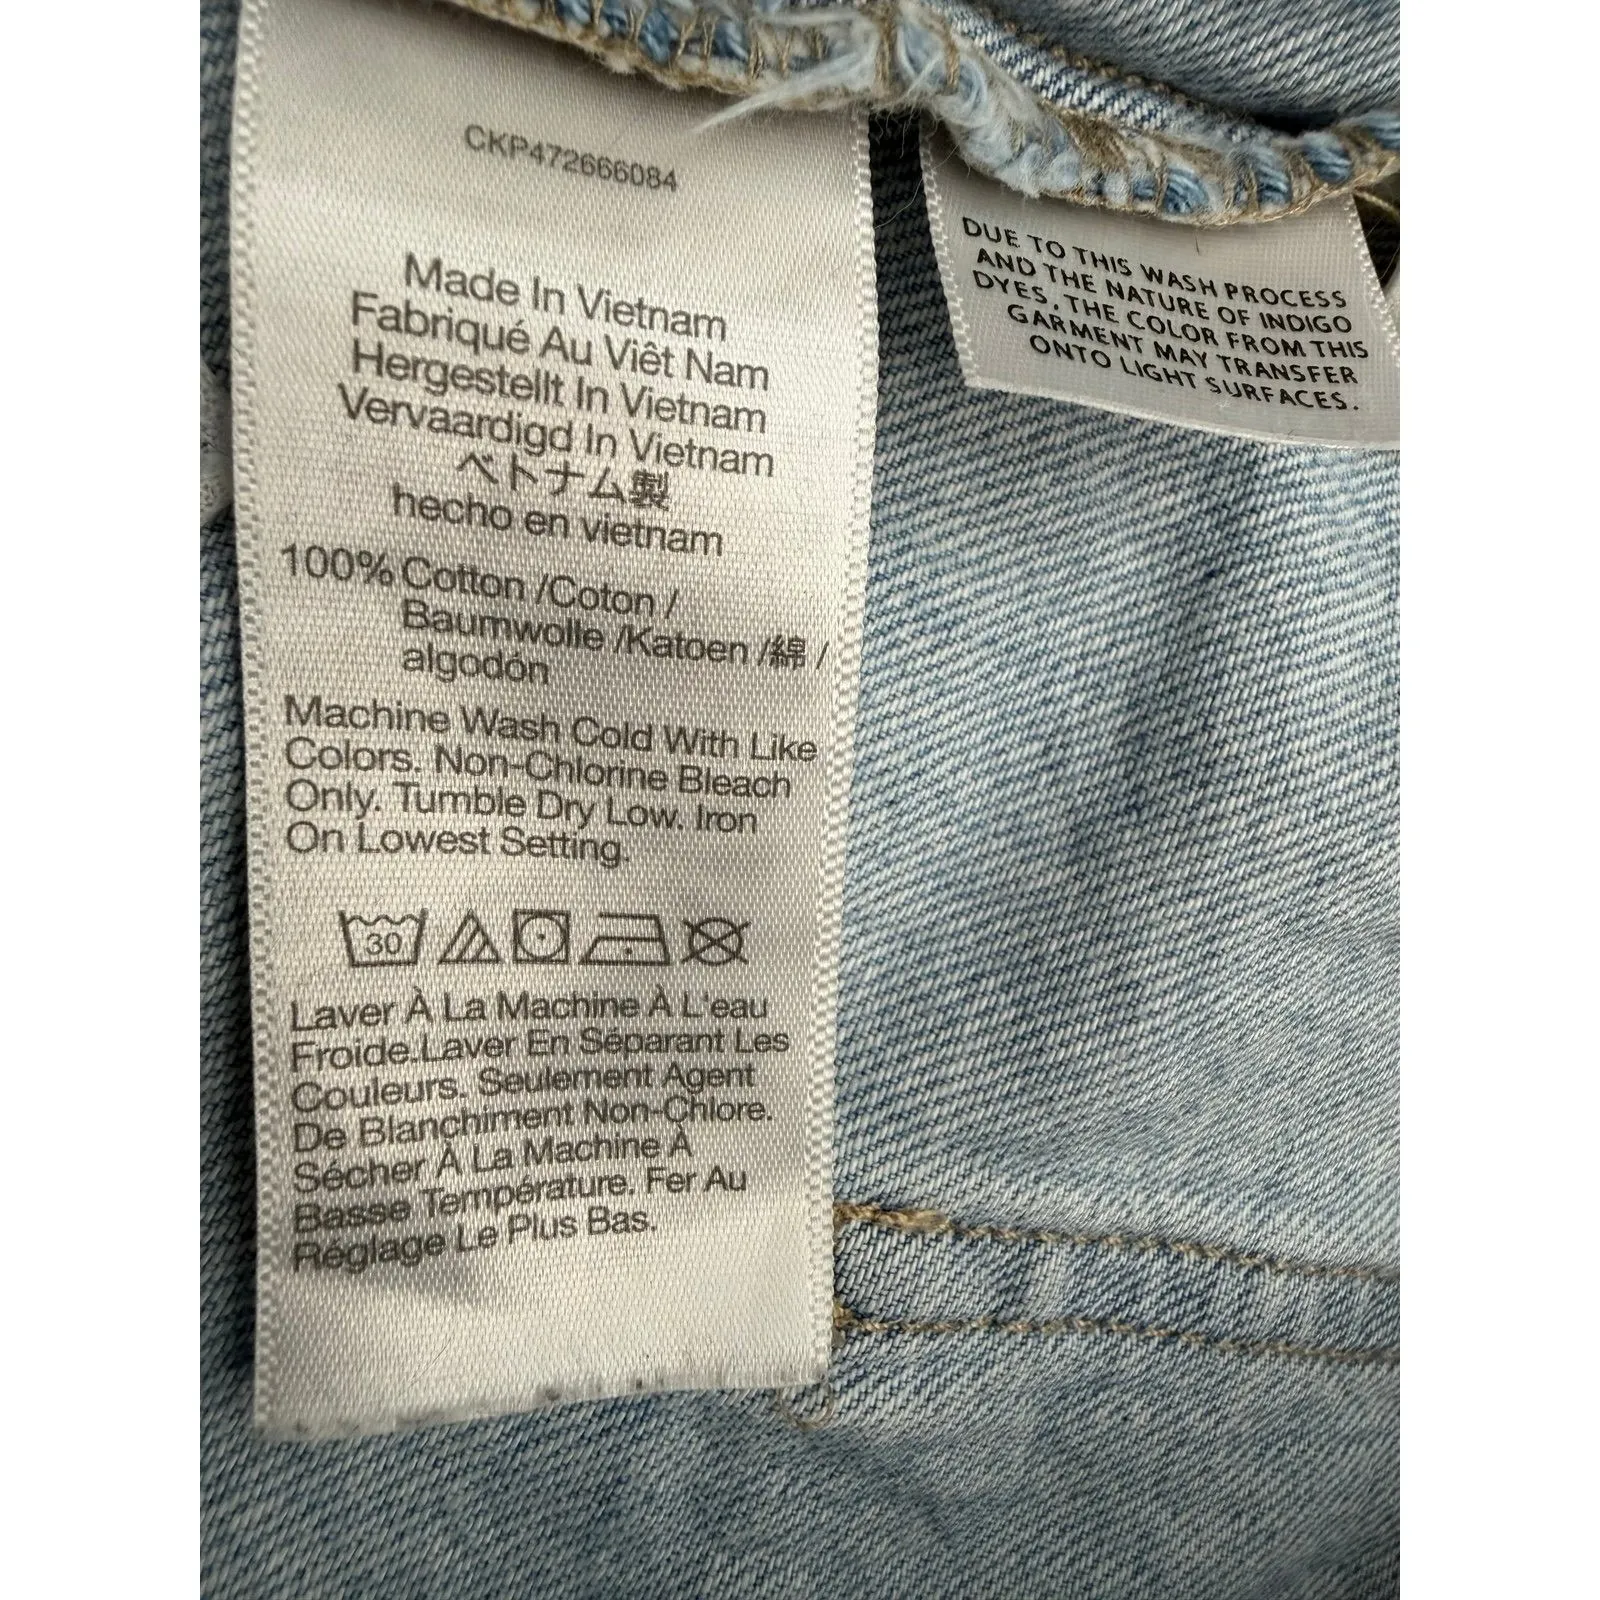 CKP472666084
Made In Vietnam
Fabriqué Au Viêt Nam
Hergestellt In Vietnam
Vervaardigd In Vietnam
ベトナム製
hecho en vietnam
100% Cotton /Coton /
Baumwolle /Katoen /綿 /
algodón
Machine Wash Cold With Like
Colors. Non-Chlorine Bleach
Only. Tumble Dry Low. Iron
On Lowest Setting.
30
Laver À La Machine À L'eau
Froide.Laver En Séparant Les
Couleurs. Seulement Agent
De Blanchiment Non-Chlore.
Sécher À La Machine À
Basse Température. Fer Au
Réglage Le Plus Bas.
DUE TO THIS WASH PROCESS
AND THE NATURE OF INDIGO
DYES, THE COLOR FROM THIS
GARMENT MAY TRANSFER
ONTO LIGHT SURFACES.